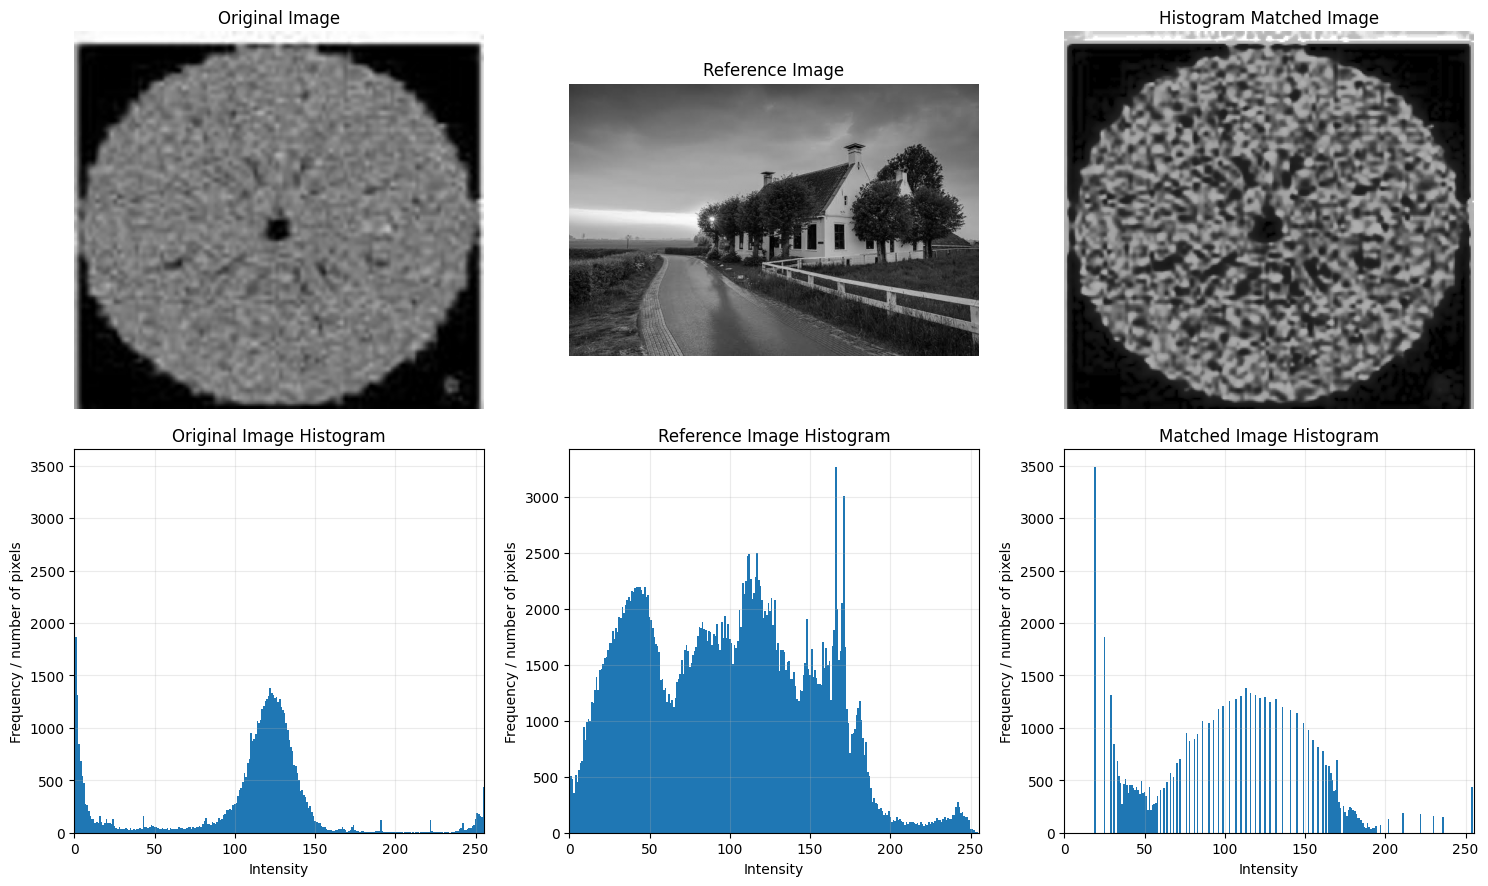 Original Image
Reference Image
Histogram Matched Image
Original Image Histogram
Frequency / number of pixels
3500
3000
2500
2000
1500
1000
500
0
0 50 100 150 200 250
Intensity
Reference Image Histogram
Frequency / number of pixels
3000
2500
2000
1500
1000
500
0
0 50 100 150 200 250
Intensity
Matched Image Histogram
Frequency / number of pixels
3500
3000
2500
2000
1500
1000
500
0
0 50 100 150 200 250
Intensity